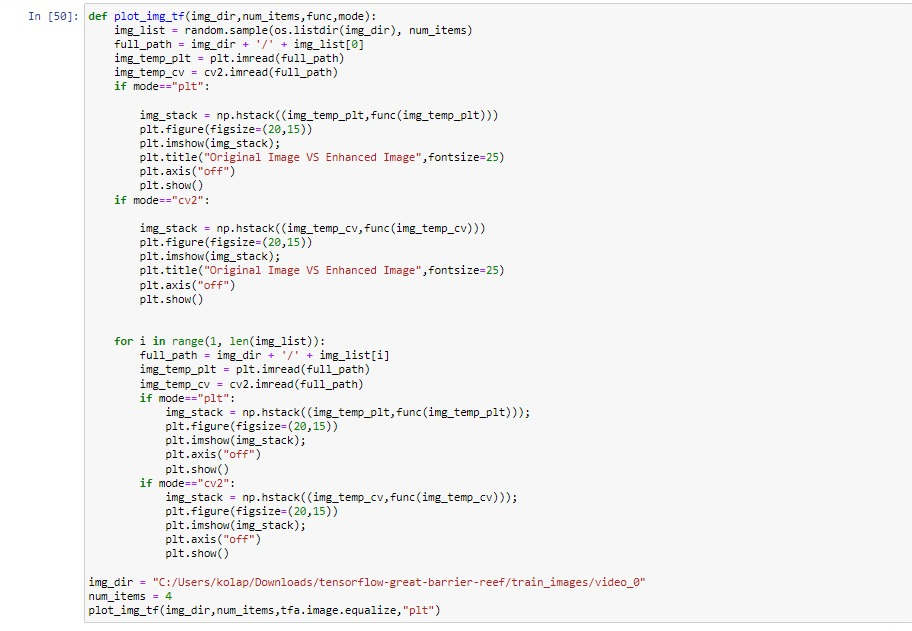 In [50]: def plot_img_tf(img_dir,num_items,func,mode):
    img_list = random.sample(os.listdir(img_dir), num_items)
    full_path = img_dir + '/' + img_list[0]
    img_temp_plt = plt.imread(full_path)
    img_temp_cv = cv2.imread(full_path)
    if mode=="plt":
        img_stack = np.hstack((img_temp_plt,func(img_temp_plt)))
        plt.figure(figsize=(20,15))
        plt.imshow(img_stack);
        plt.title("Original Image VS Enhanced Image",fontsize=25)
        plt.axis("off")
        plt.show()
    if mode=="cv2":
        img_stack = np.hstack((img_temp_cv,func(img_temp_cv)))
        plt.figure(figsize=(20,15))
        plt.imshow(img_stack);
        plt.title("Original Image VS Enhanced Image",fontsize=25)
        plt.axis("off")
        plt.show()
    for i in range(1, len(img_list)):
        full_path = img_dir + '/' + img_list[i]
        img_temp_plt = plt.imread(full_path)
        img_temp_cv = cv2.imread(full_path)
        if mode=="plt":
            img_stack = np.hstack((img_temp_plt,func(img_temp_plt)));
            plt.figure(figsize=(20,15))
            plt.imshow(img_stack);
            plt.axis("off")
            plt.show()
        if mode=="cv2":
            img_stack = np.hstack((img_temp_cv,func(img_temp_cv)));
            plt.figure(figsize=(20,15))
            plt.imshow(img_stack);
            plt.axis("off")
            plt.show()
img_dir = "C:/Users/kolap/Downloads/tensorflow-great-barrier-reef/train_images/video_0"
num_items = 4
plot_img_tf(img_dir,num_items,tfa.image.equalize,"plt")